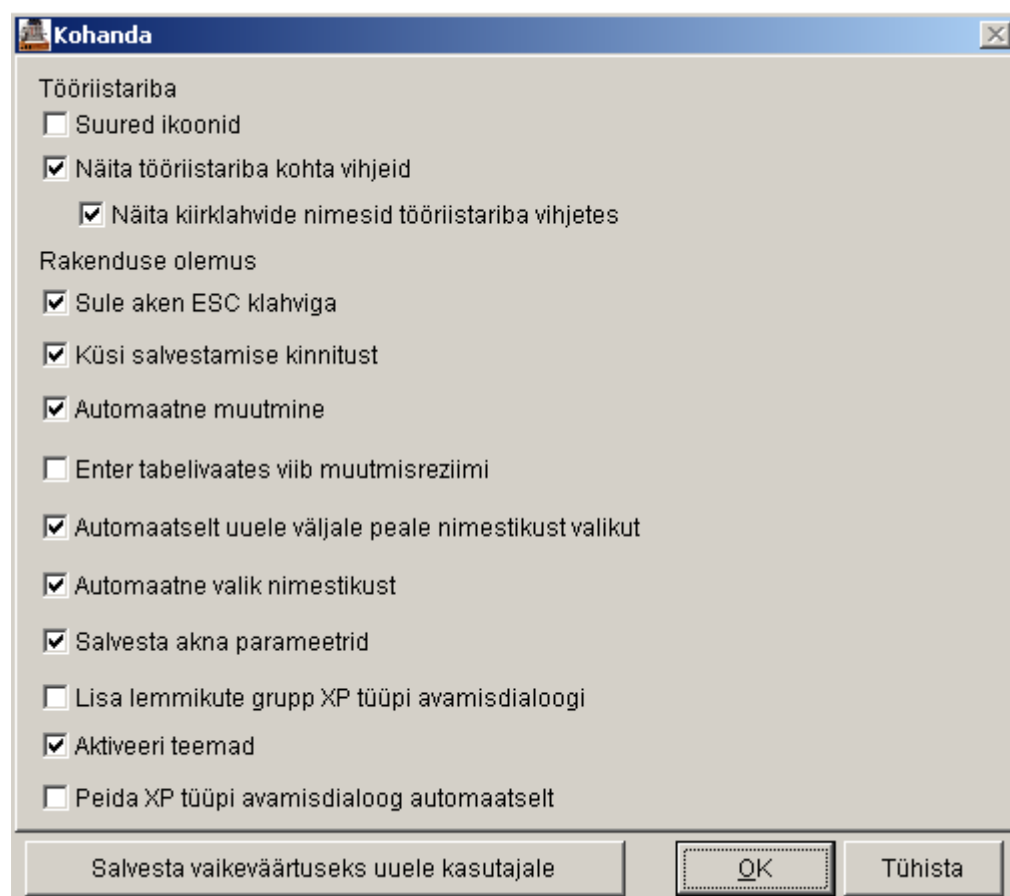 Kohanda
Tööriistariba
Suured ikoonid
Näita tööriistariba kohta vihjeid
Näita kiirklahvide nimesid tööriistariba vihjetes
Rakenduse olemus
Sule aken ESC klahviga
Küsi salvestamise kinnitust
Automaatne muutmine
Enter tabelivaates viib muutmisreziimi
Automaatselt uuele väljale peale nimestikust valikut
Automaatne valik nimestikust
Salvesta akna parameetrid
Lisa lemmikute grupp XP tüüpi avamisdialoogi
Aktiveeri teemad
Peida XP tüüpi avamisdialoog automaatselt
Salvesta vaikeväärtuseks uuele kasutajale
OK
Tühista